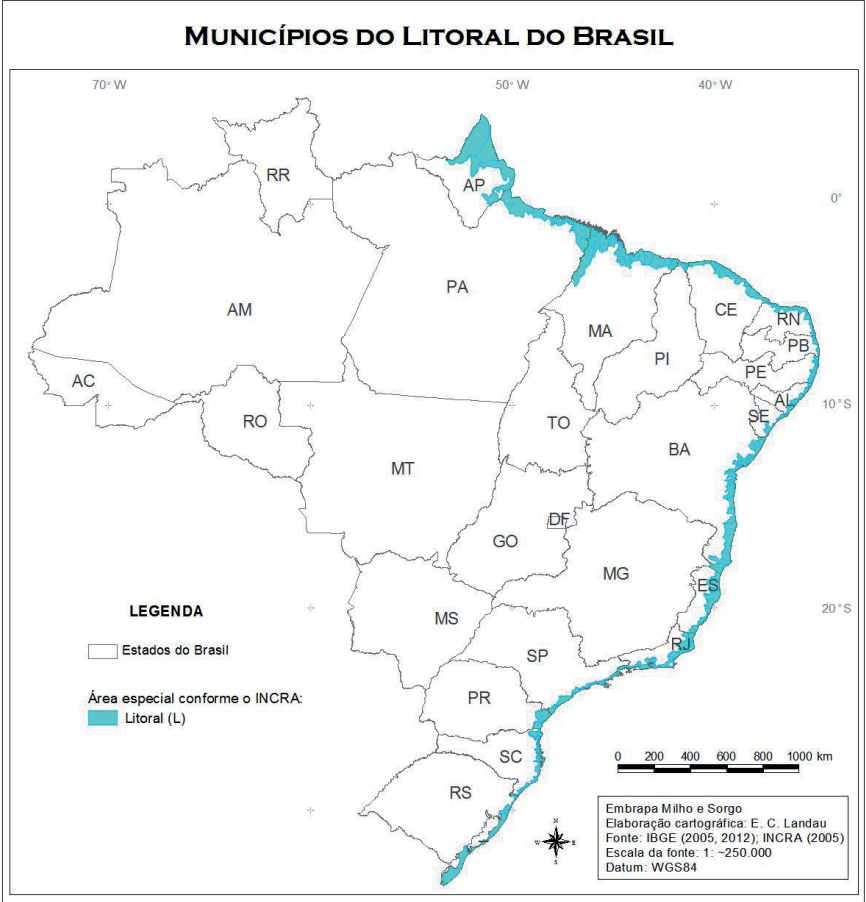 MUNICÍPIOS DO LITORAL DO BRASIL
70° W
50° W
40° W
RR
AP
0°
AM
PA
MA
CE
RN
PB
PI
PE
AC
AL
10°S
SE
RO
TO
BA
MT
DF
GO
MG
ES
20°S
LEGENDA
MS
RJ
Estados do Brasil
SP
Área especial conforme o INCRA:
PR
Litoral (L)
SC
0 200 400 600 800 1000 km
RS
N
W E
S
Embrapa Milho e Sorgo
Elaboração cartográfica: E. C. Landau
Fonte: IBGE (2005, 2012); INCRA (2005)
Escala da fonte: 1: ~250.000
Datum: WGS84